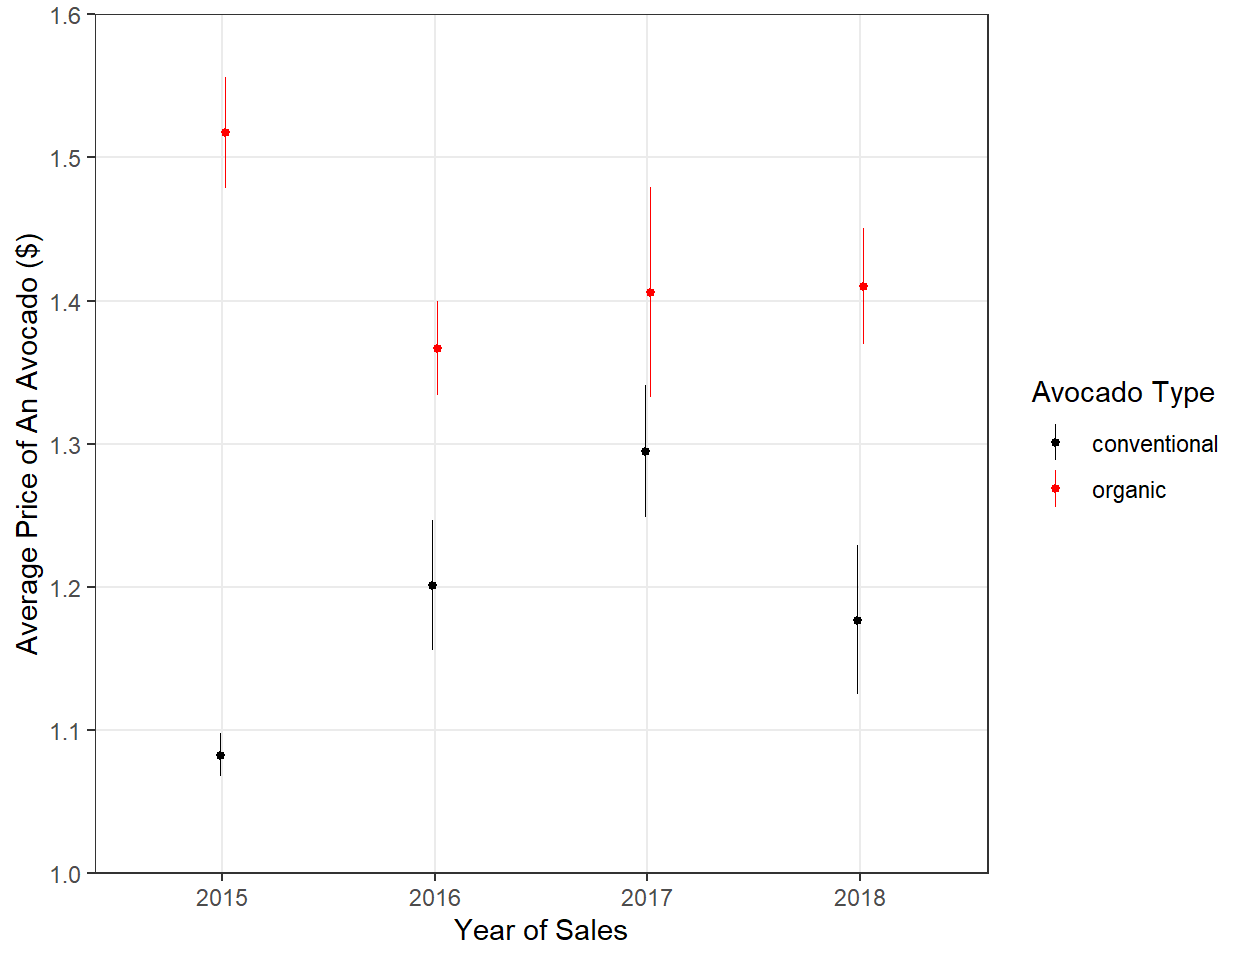 1.6
1.5
1.4
1.3
1.2
1.1
1.0
Average Price of An Avocado ($)
2015 2016 2017 2018
Year of Sales
Avocado Type
conventional
organic